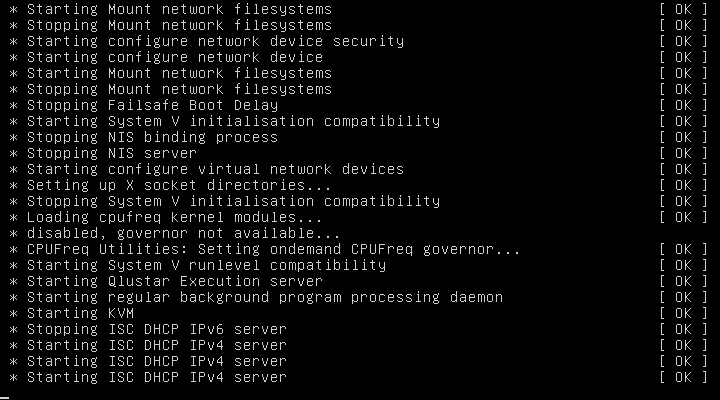 * Starting Mount network filesystems [ OK ]
* Stopping Mount network filesystems [ OK ]
* Starting configure network device security [ OK ]
* Starting configure network device [ OK ]
* Starting Mount network filesystems [ OK ]
* Stopping Mount network filesystems [ OK ]
* Stopping Failsafe Boot Delay [ OK ]
* Starting System V initialisation compatibility [ OK ]
* Stopping NIS binding process [ OK ]
* Stopping NIS server [ OK ]
* Starting configure virtual network devices [ OK ]
* Setting up X socket directories... [ OK ]
* Stopping System V initialisation compatibility [ OK ]
* Loading cpufreq kernel modules... [ OK ]
* disabled, governor not available...
* CPUFreq Utilities: Setting ondemand CPUFreq governor... [ OK ]
* Starting System V runlevel compatibility [ OK ]
* Starting Qlustar Execution server [ OK ]
* Starting regular background program processing daemon [ OK ]
* Starting KVM [ OK ]
* Stopping ISC DHCP IPv6 server [ OK ]
* Starting ISC DHCP IPv4 server [ OK ]
* Starting ISC DHCP IPv4 server [ OK ]
* Starting ISC DHCP IPv4 server [ OK ]